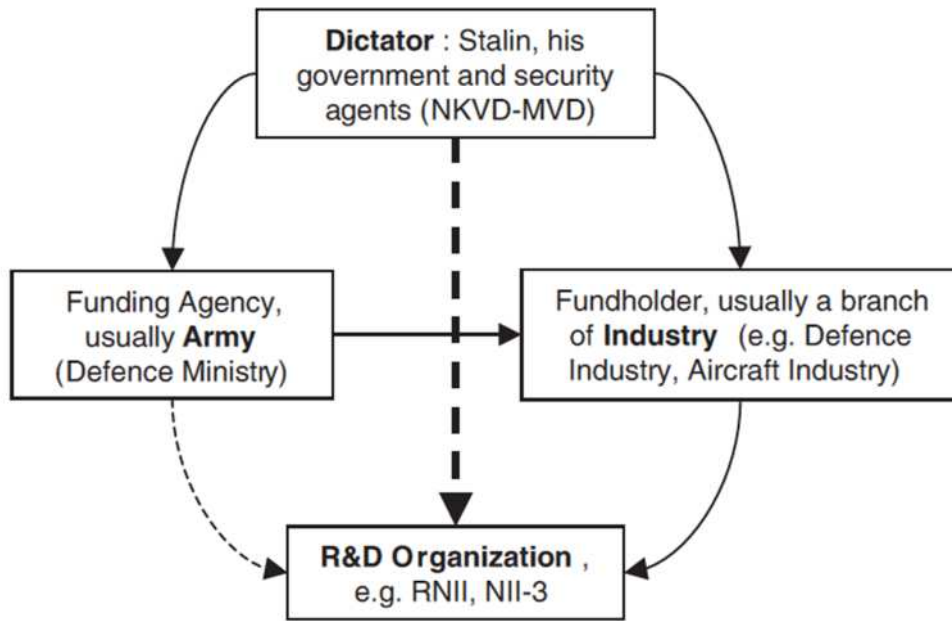 Dictator : Stalin, his
government and security
agents (NKVD-MVD)
Funding Agency,
usually Army
(Defence Ministry)
Fundholder, usually a branch
of Industry (e.g. Defence
Industry, Aircraft Industry)
R&D Organization ,
e.g. RNII, NII-3